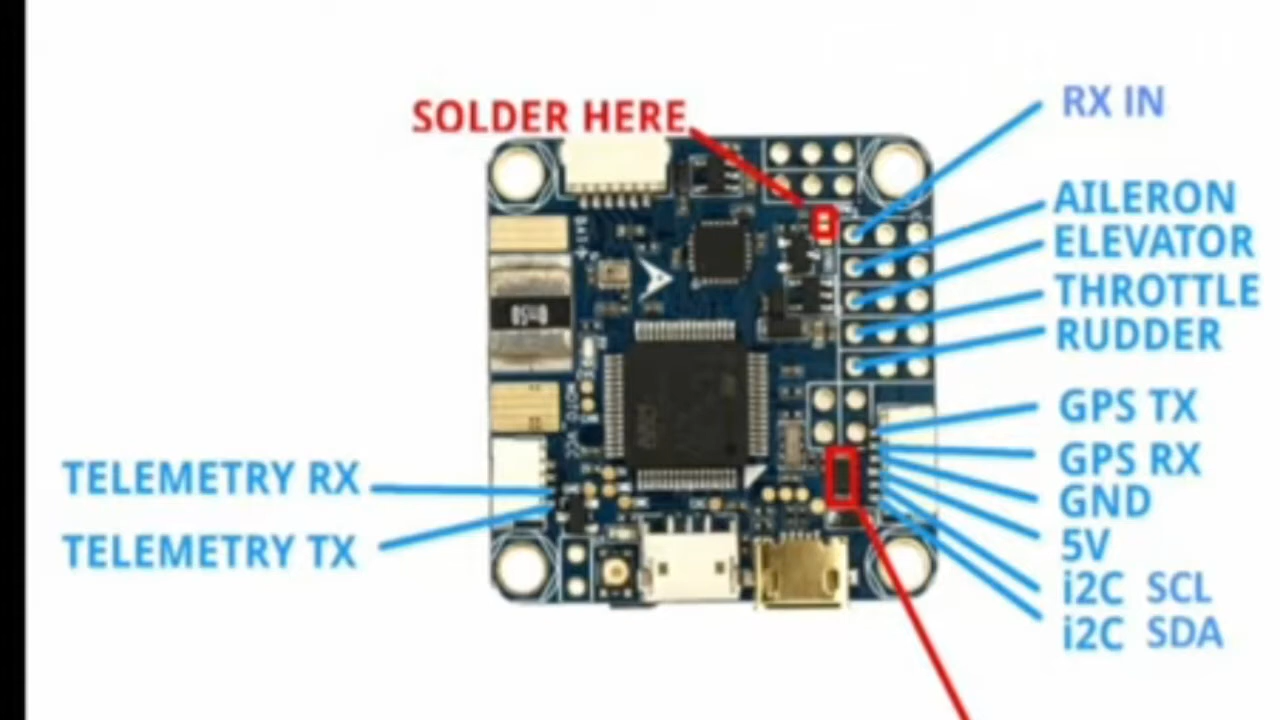 SOLDER HERE
RX IN
AILERON
ELEVATOR
THROTTLE
RUDDER
GPS TX
GPS RX
GND
5V
i2C SCL
i2C SDA
TELEMETRY RX
TELEMETRY TX